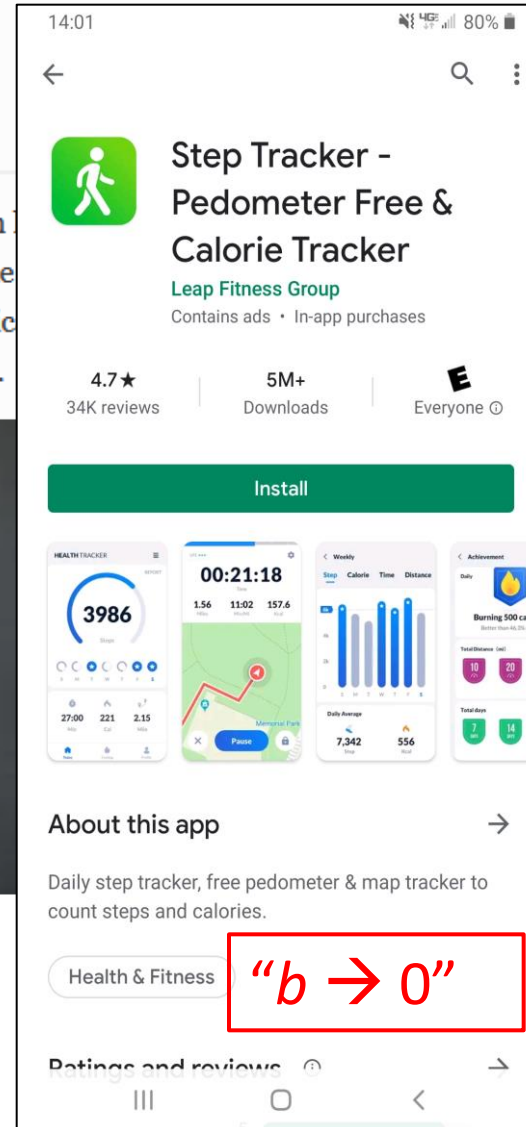 14:01 80%
Step Tracker -
Pedometer Free &
Calorie Tracker
Leap Fitness Group
Contains ads • In-app purchases
4.7★ 5M+ E
34K reviews Downloads Everyone
Install
HEALTH TRACKER
3986
Steps
27:00 221 2.15
00:21:18
1.56 11:02 157.6
Memorial Park
Pause
Weekly
Step Calorie Time Distance
Daily Average
7,342 556
Achievement
Daily
Burning 500 ca
Total Distance (mi)
10 20
Total days
7 14
About this app
Daily step tracker, free pedometer & map tracker to
count steps and calories.
Health & Fitness
"b → 0"
Ratings and reviews